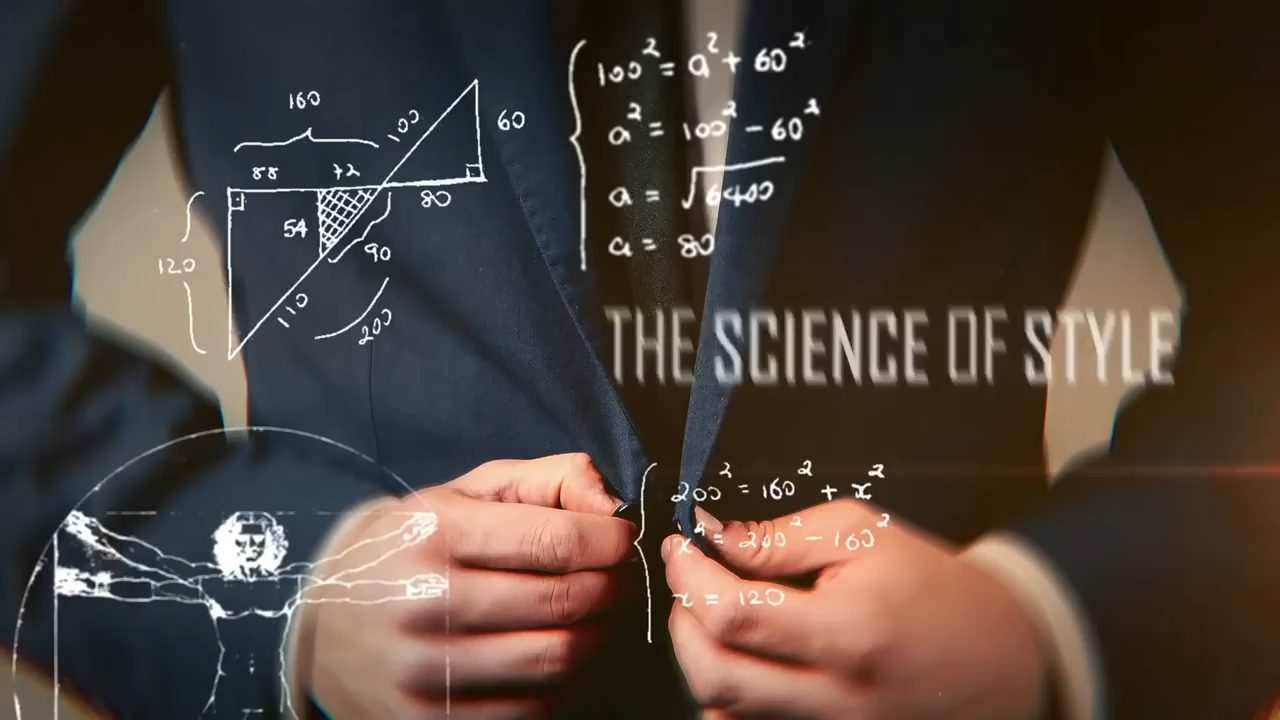 160
100
60
88 72
80
54
90
120
110
200
100² = a² + 60²
a² = 100² - 60²
a = √6400
a = 80
THE SCIENCE OF STYLE
200² = 160² + x²
x² = 200² - 160²
x = 120